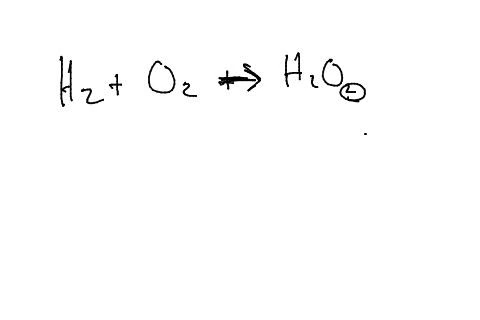 H₂ + O₂ → H₂O